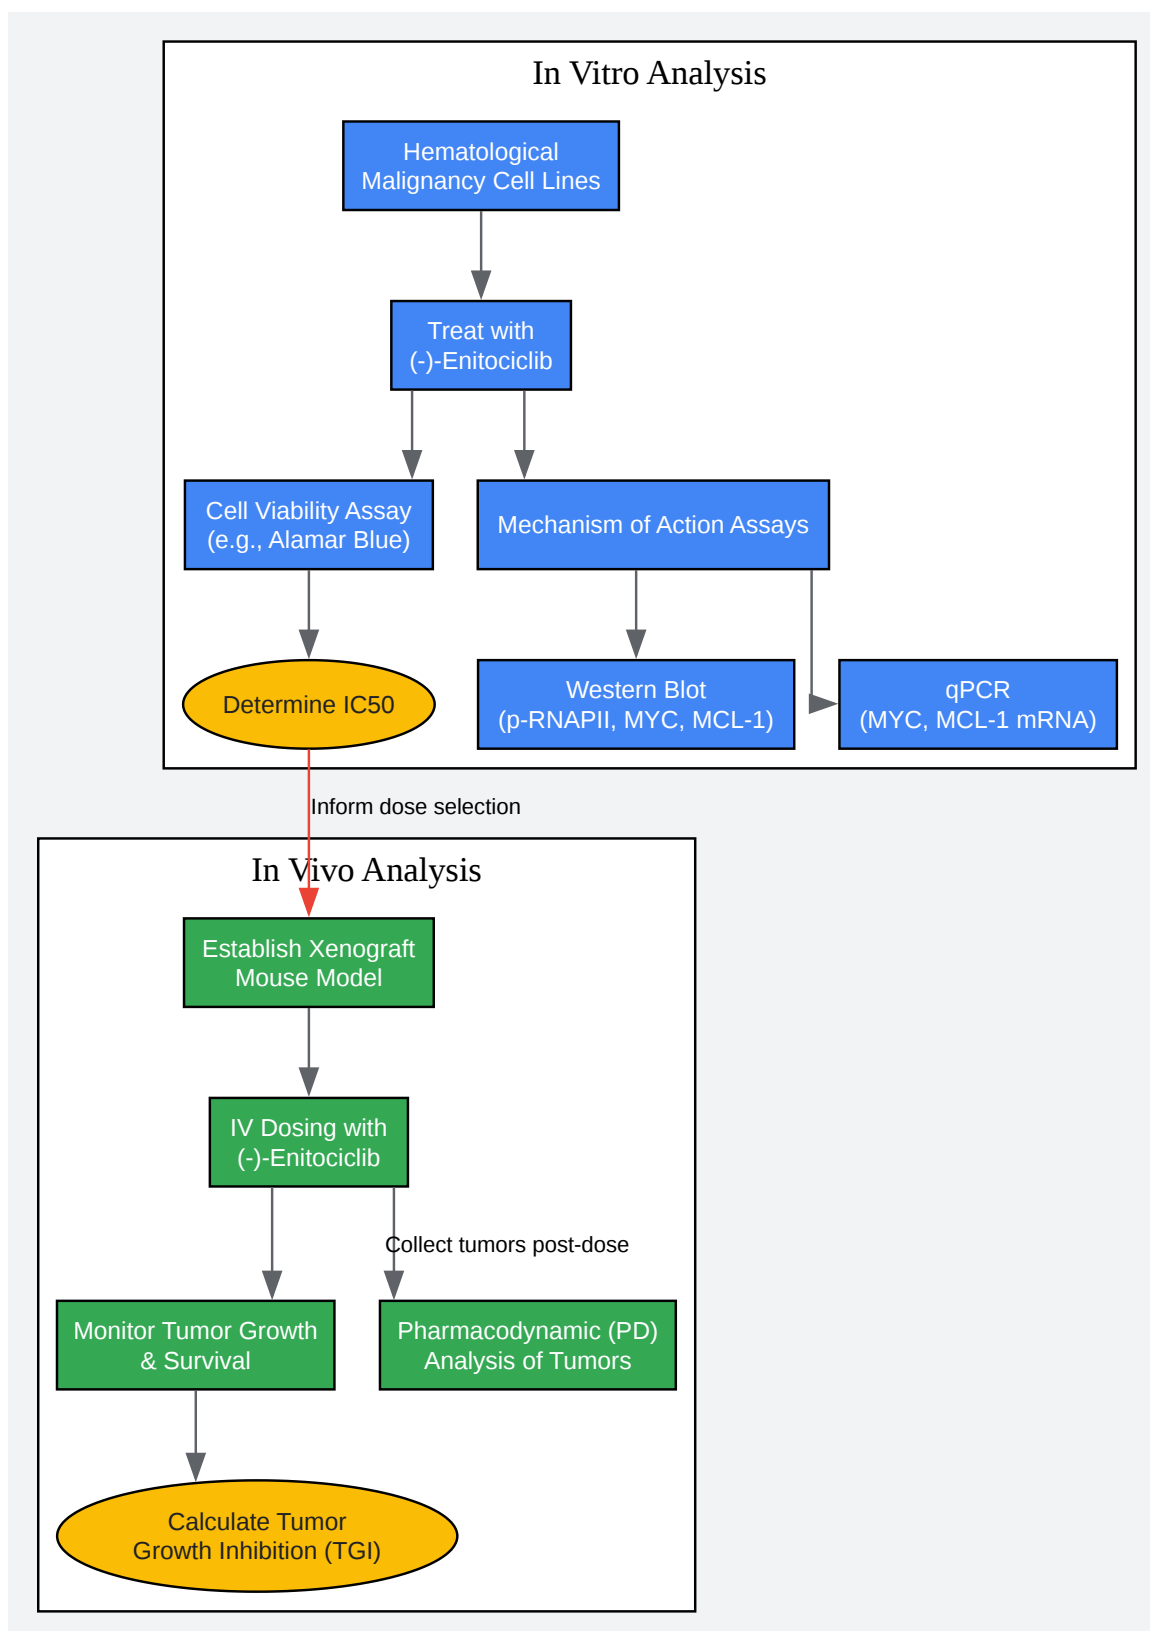 In Vitro Analysis
Hematological
Malignancy Cell Lines
Treat with
(-)-Enitociclib
Cell Viability Assay
(e.g., Alamar Blue)
Mechanism of Action Assays
Determine IC50
Western Blot
(p-RNAPII, MYC, MCL-1)
qPCR
(MYC, MCL-1 mRNA)
Inform dose selection
In Vivo Analysis
Establish Xenograft
Mouse Model
IV Dosing with
(-)-Enitociclib
Collect tumors post-dose
Monitor Tumor Growth
& Survival
Pharmacodynamic (PD)
Analysis of Tumors
Calculate Tumor
Growth Inhibition (TGI)